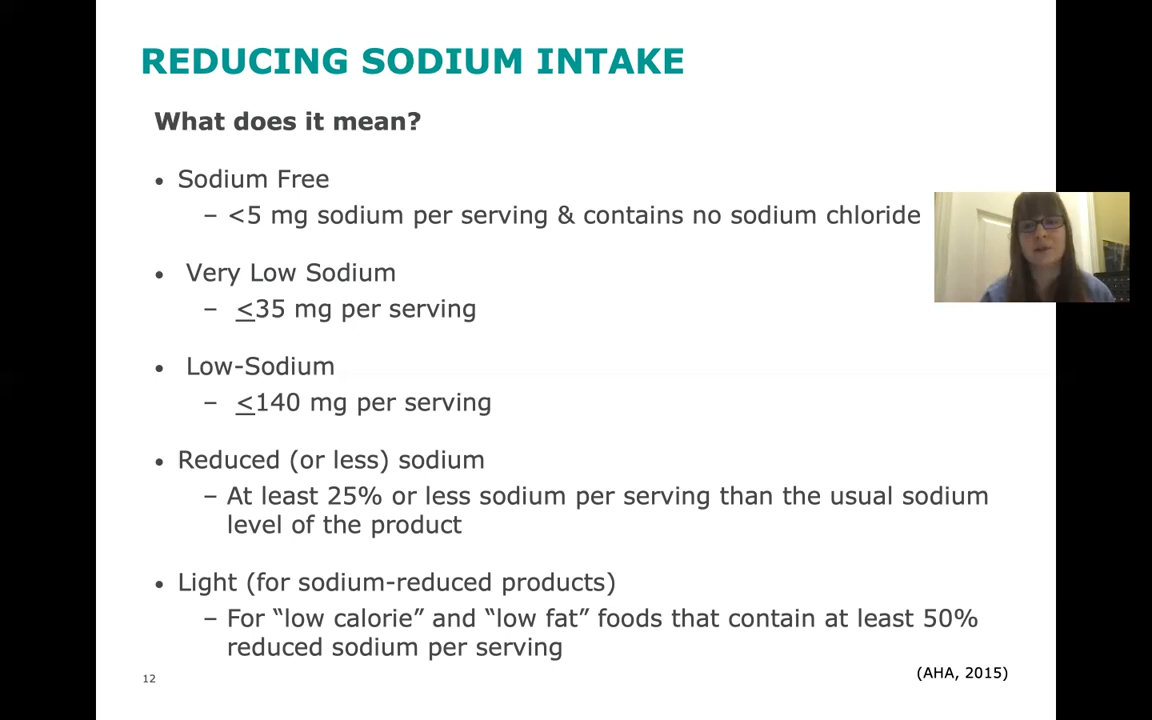 REDUCING SODIUM INTAKE
What does it mean?
• Sodium Free
– <5 mg sodium per serving & contains no sodium chloride
• Very Low Sodium
– ≤35 mg per serving
• Low-Sodium
– ≤140 mg per serving
• Reduced (or less) sodium
– At least 25% or less sodium per serving than the usual sodium
level of the product
• Light (for sodium-reduced products)
– For “low calorie” and “low fat” foods that contain at least 50%
reduced sodium per serving
12
(AHA, 2015)